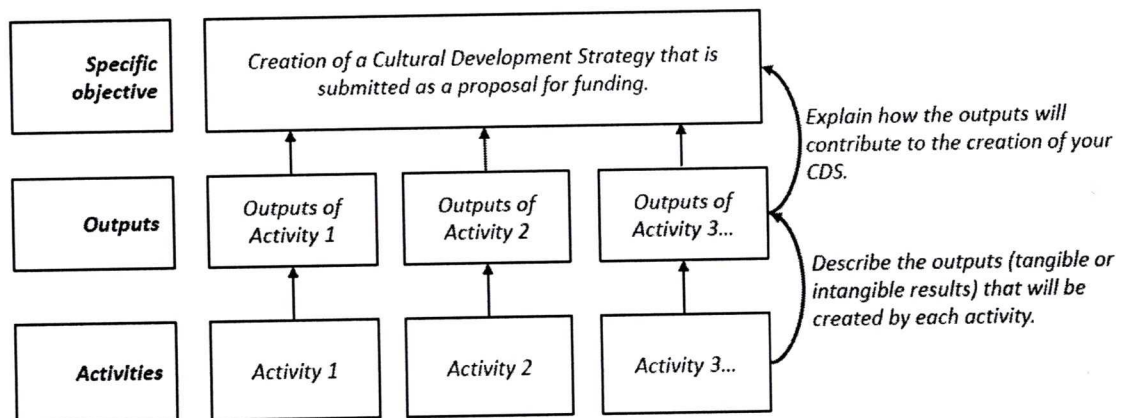 Specific
objective
Creation of a Cultural Development Strategy that is
submitted as a proposal for funding.
Explain how the outputs will
contribute to the creation of your
CDS.
Outputs
Outputs of
Activity 1
Outputs of
Activity 2
Outputs of
Activity 3...
Describe the outputs (tangible or
intangible results) that will be
created by each activity.
Activities
Activity 1
Activity 2
Activity 3...